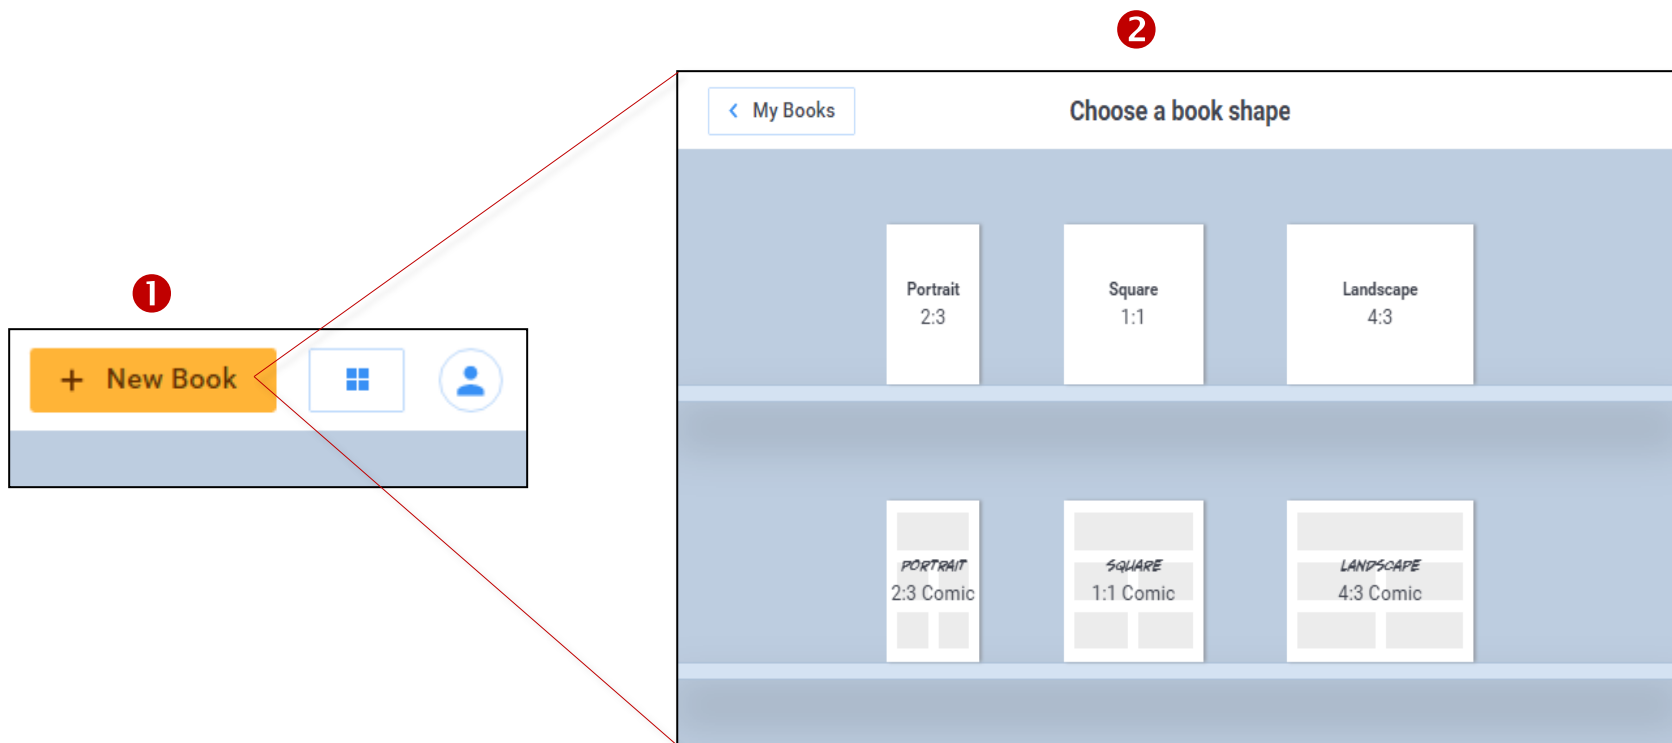 2
My Books
Choose a book shape
Portrait
2:3
Square
1:1
Landscape
4:3
1
+ New Book
PORTRAIT
2:3 Comic
SQUARE
1:1 Comic
LANDSCAPE
4:3 Comic